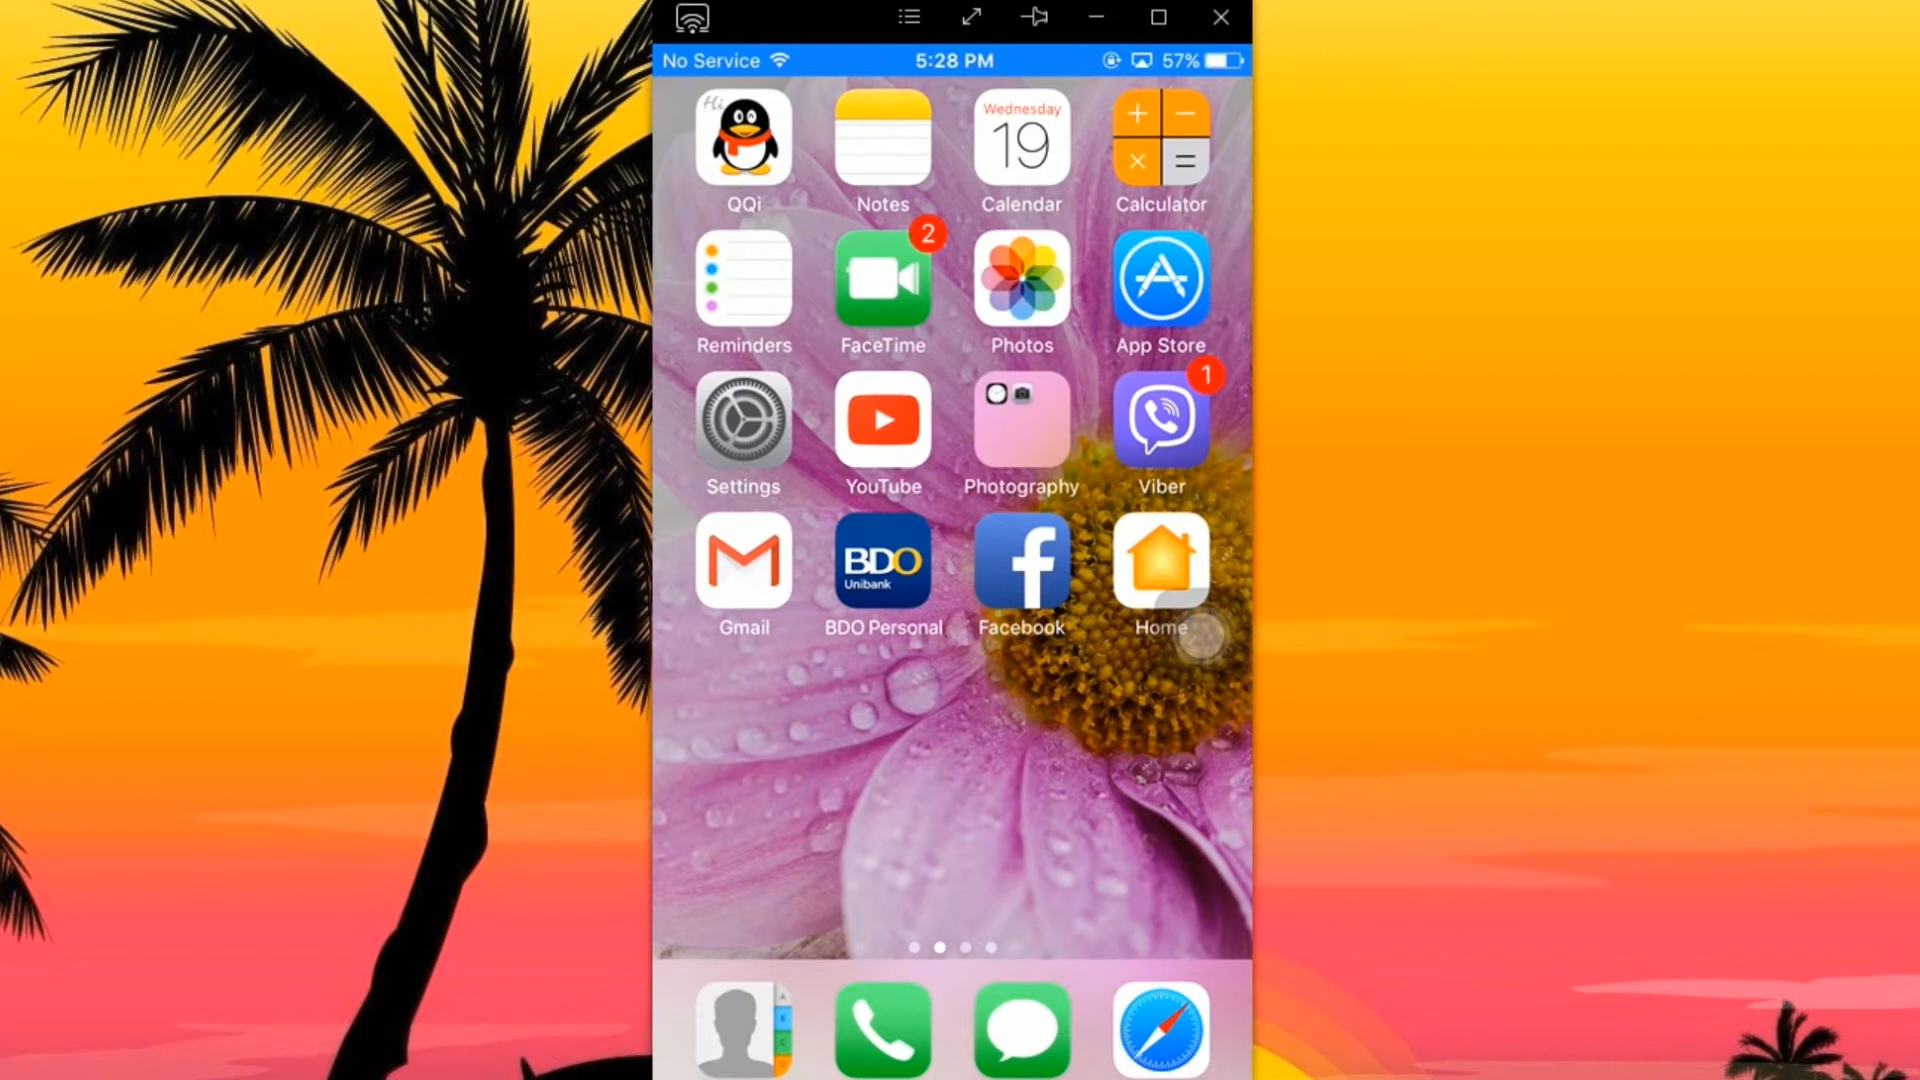 No Service 5:28 PM 57%
Hi
Wednesday
19
QQi Notes Calendar Calculator
2
Reminders FaceTime Photos App Store
1
Settings YouTube Photography Viber
BDO
Unibank
Gmail BDO Personal Facebook Home